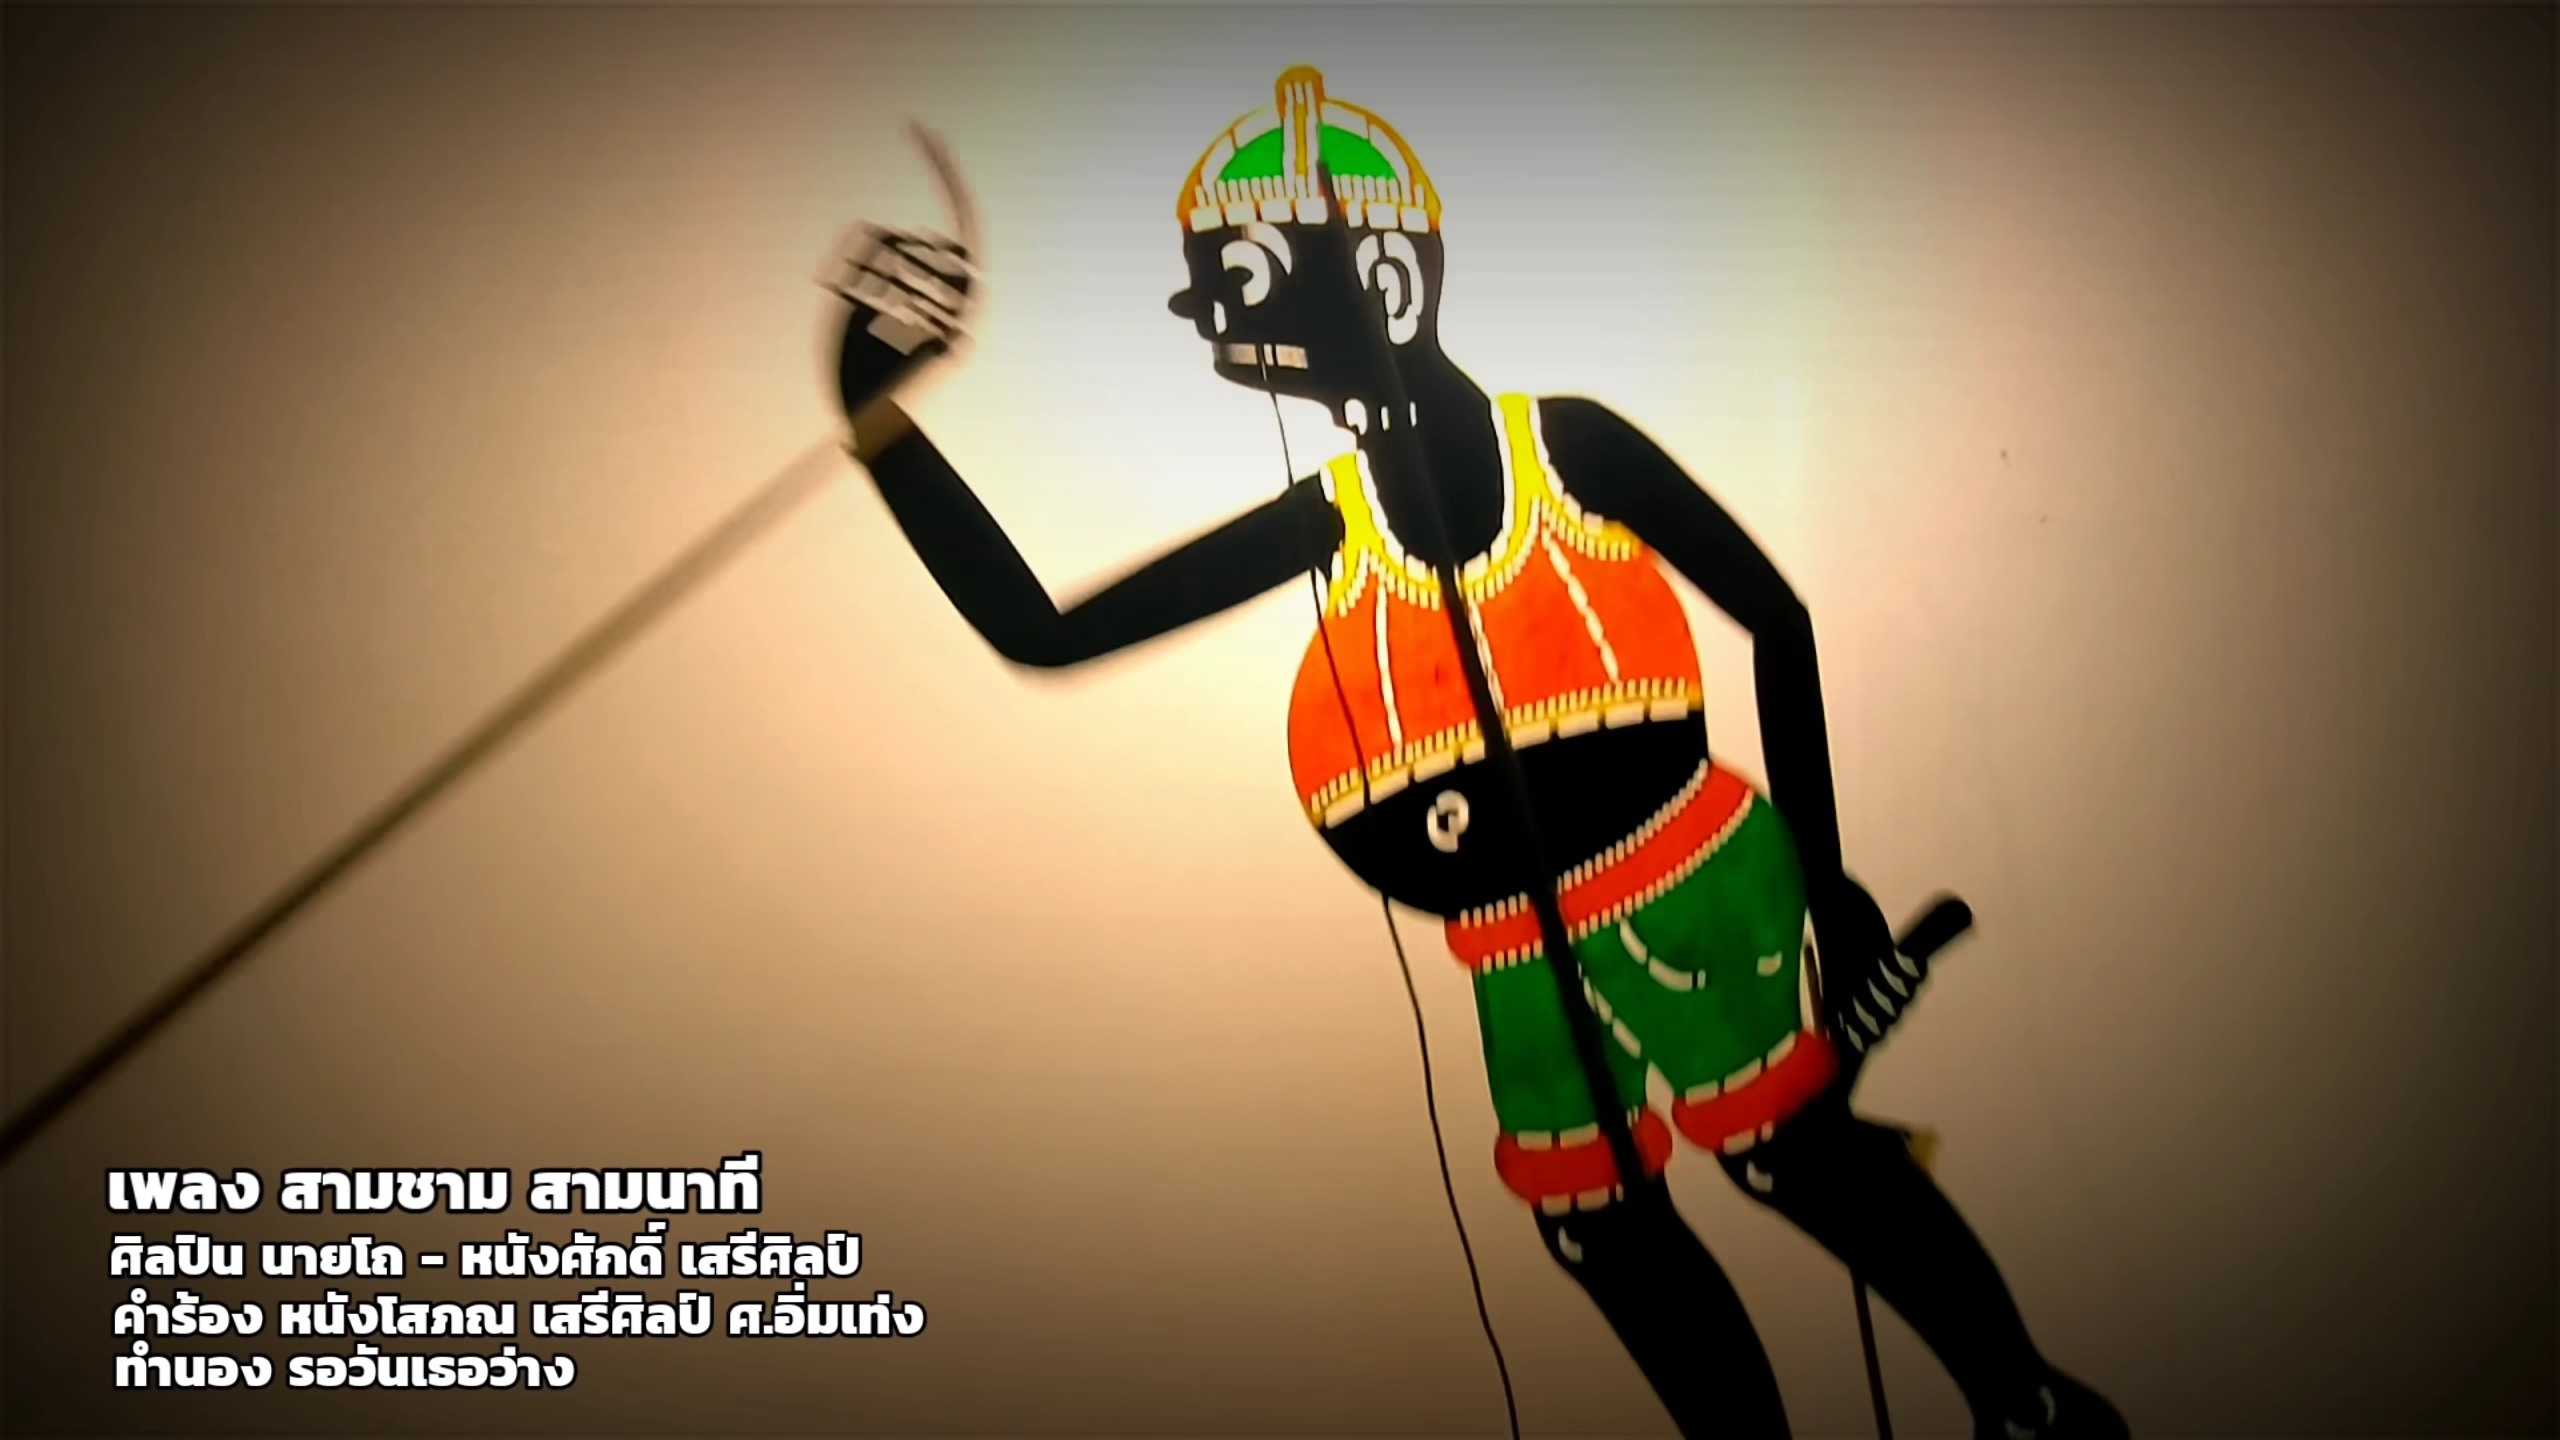 เพลง สามชาม สามนาที
ศิลปิน นายโถ - หนังศักดิ์ เสรีศิลป์
คำร้อง หนังโสภณ เสรีศิลป์ ศ.อิ่มเท่ง
ทำนอง รอวันเธอว่าง